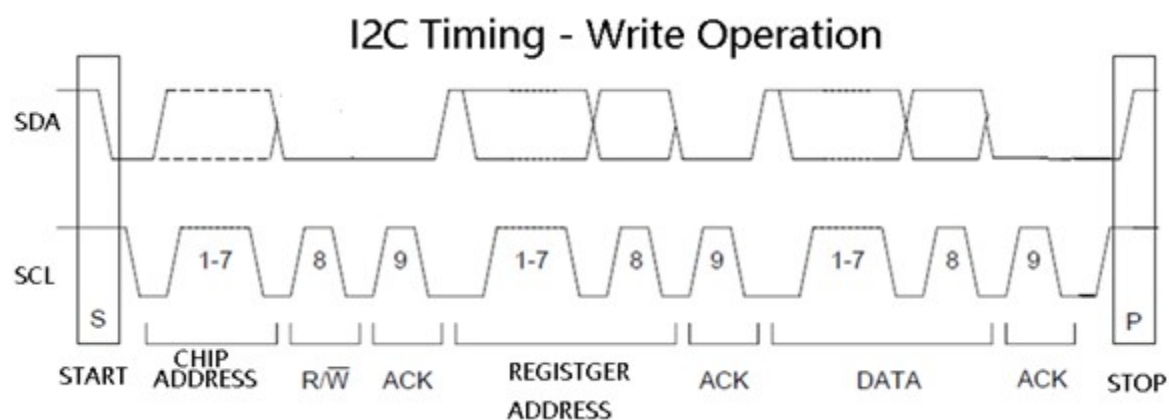 I2C Timing - Write Operation
SDA
SCL
1-7 8 9 1-7 8 9 1-7 8 9
S P
START CHIP ADDRESS R/W̅ ACK REGISTGER ADDRESS ACK DATA ACK STOP